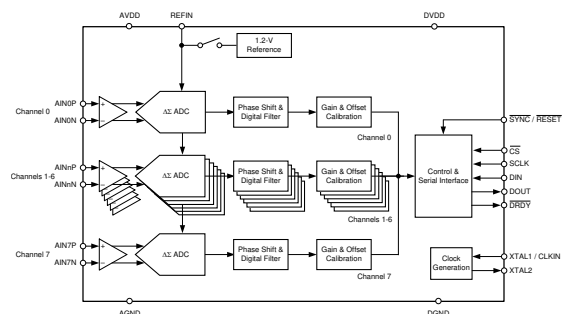 AVDD REFIN DVDD
1.2-V
Reference
AIN0P
Channel 0
AIN0N
+
−
ΔΣ ADC
Phase Shift &
Digital Filter
Gain & Offset
Calibration
Channel 0
SYNC / RESET
CS
SCLK
DIN
DOUT
DRDY
Control &
Serial Interface
AINnP
Channels 1-6
AINnN
+
−
ΔΣ ADC
Phase Shift &
Digital Filter
Gain & Offset
Calibration
Channels 1-6
AIN7P
Channel 7
AIN7N
+
−
ΔΣ ADC
Phase Shift &
Digital Filter
Gain & Offset
Calibration
Channel 7
Clock
Generation
XTAL1 / CLKIN
XTAL2
AGND DGND